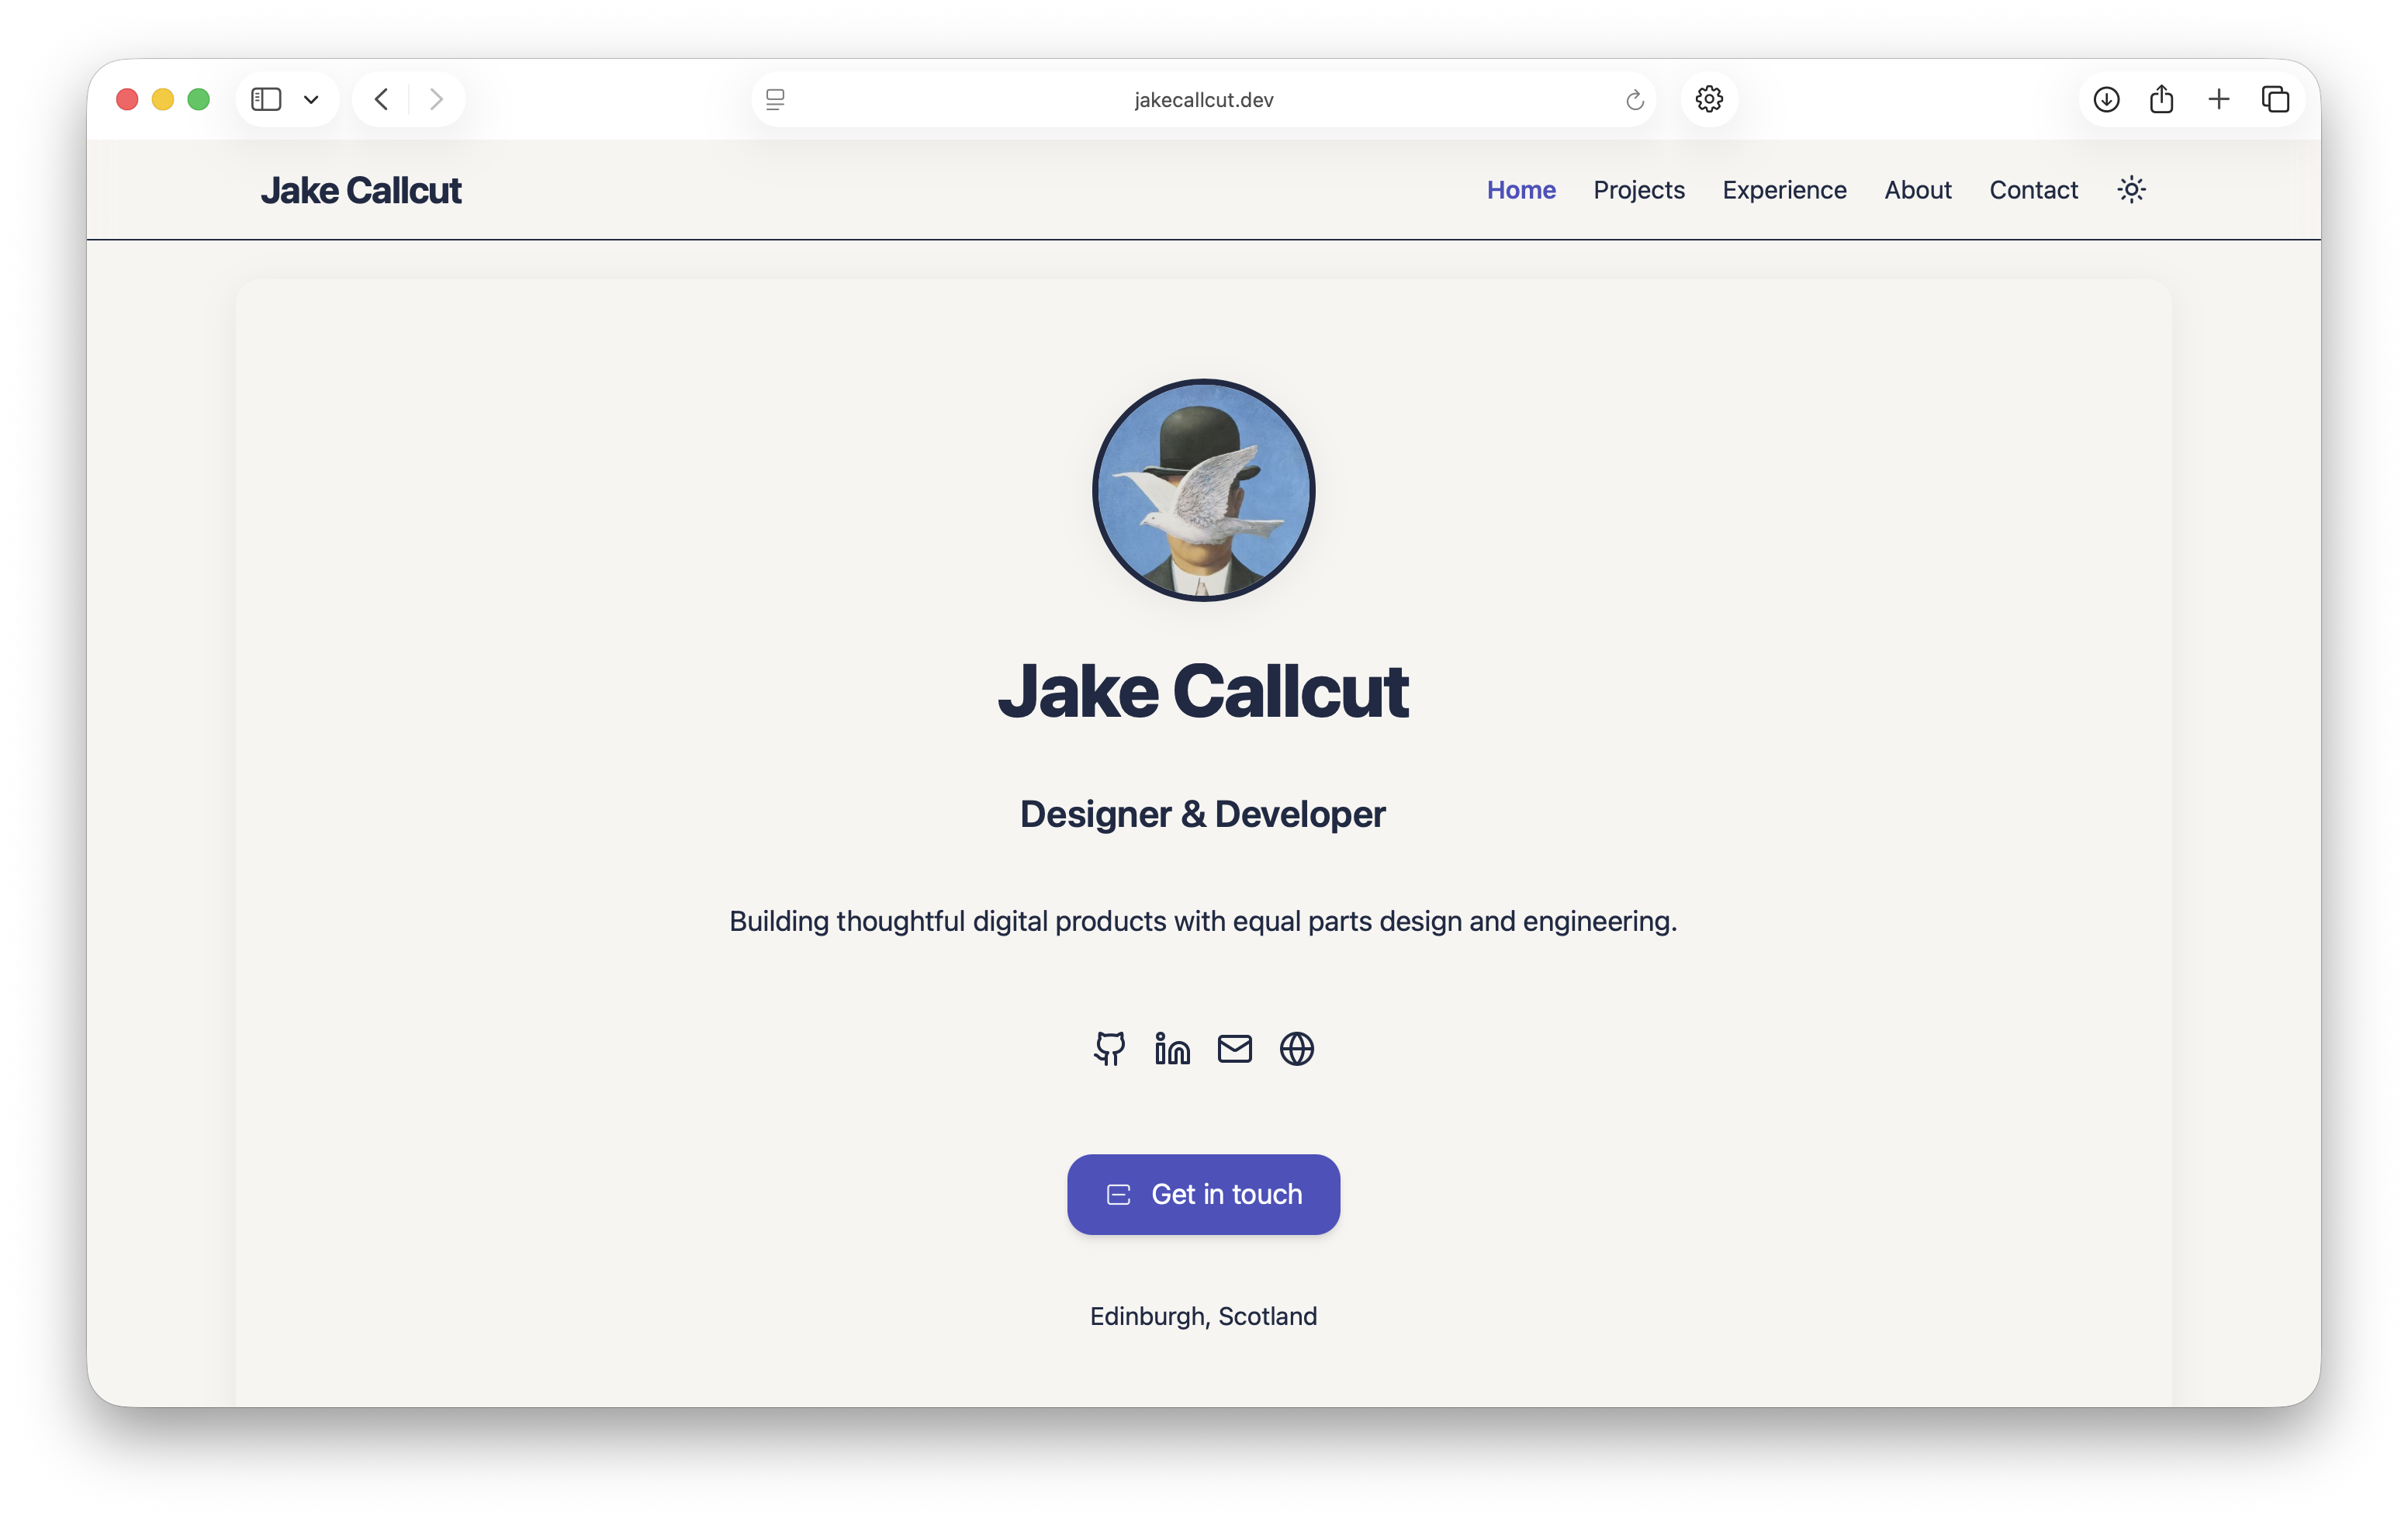 jakecallcut.dev
Jake Callcut
Home Projects Experience About Contact
Jake Callcut
Designer & Developer
Building thoughtful digital products with equal parts design and engineering.
Get in touch
Edinburgh, Scotland